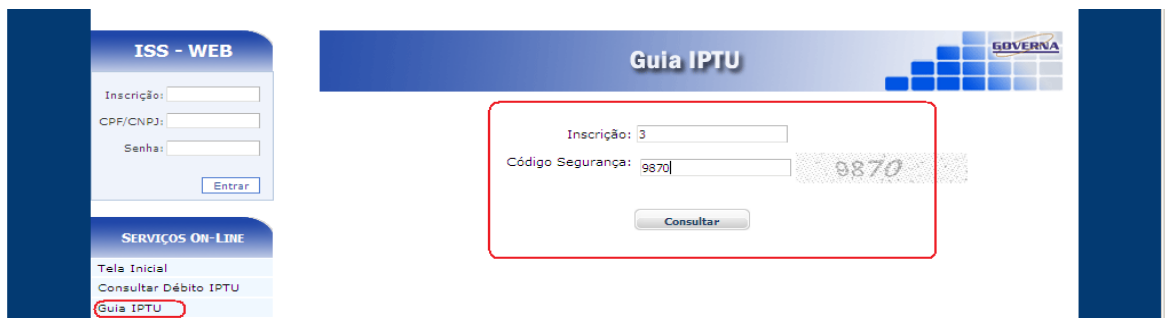 ISS - WEB
Inscrição:
CPF/CNPJ:
Senha:
Entrar
SERVIÇOS ON-LINE
Tela Inicial
Consultar Débito IPTU
Guia IPTU
Guia IPTU
GOVERNA
Inscrição: 3
Código Segurança: 9870 9870
Consultar